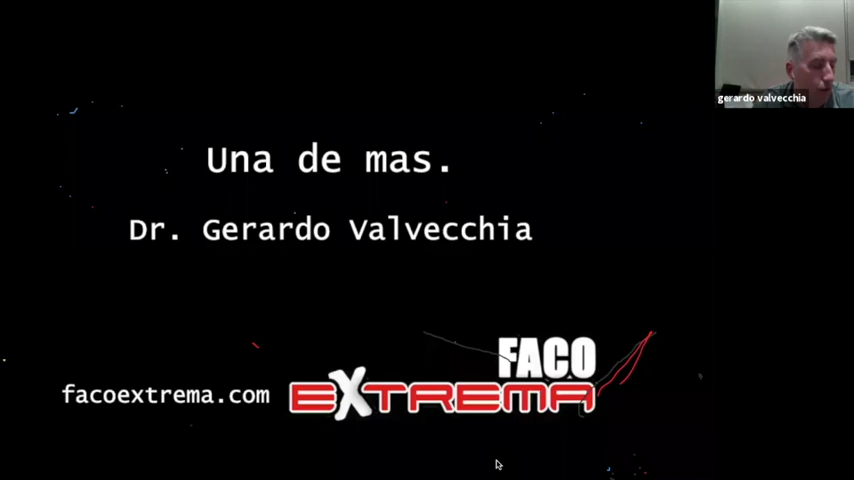 gerardo valvecchia
Una de mas.
Dr. Gerardo Valvecchia
FACO
facoextrema.com EXTREMA